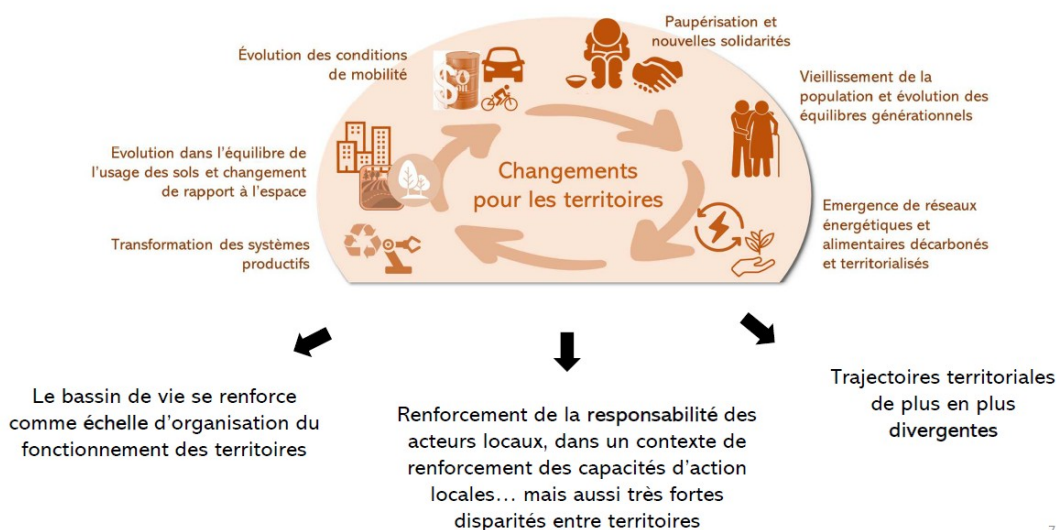 Paupérisation et
nouvelles solidarités
Évolution des conditions
de mobilité
$
OIL
Vieillissement de la
population et évolution des
équilibres générationnels
Evolution dans l'équilibre de
l'usage des sols et changement
de rapport à l'espace
Changements
pour les territoires
Emergence de réseaux
énergétiques et
alimentaires décarbonés
et territorialisés
Transformation des systèmes
productifs
Le bassin de vie se renforce
comme échelle d'organisation du
fonctionnement des territoires
Renforcement de la responsabilité des
acteurs locaux, dans un contexte de
renforcement des capacités d'action
locales… mais aussi très fortes
disparités entre territoires
Trajectoires territoriales
de plus en plus
divergentes
7